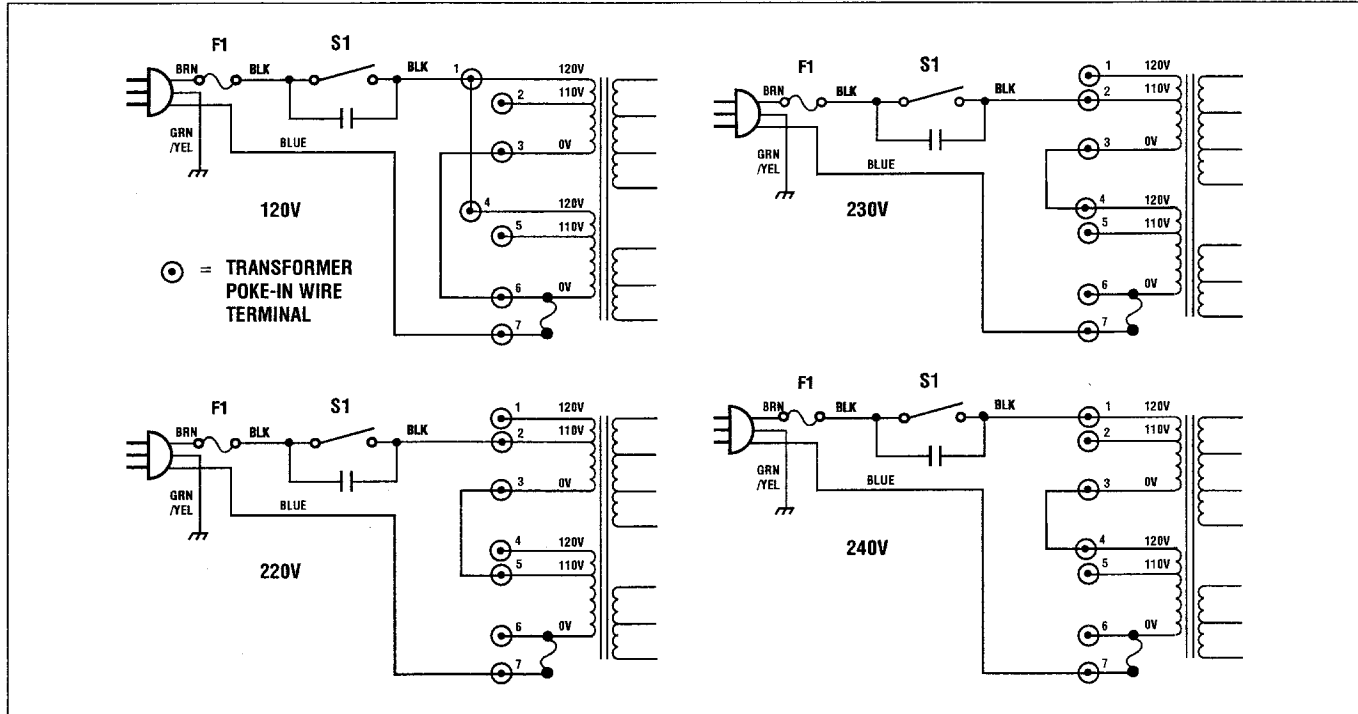 F1
S1
BRN
BLK
BLK
GRN
/YEL
BLUE
1
2
3
4
5
6
7
120V
110V
0V
120V
110V
0V
120V
= TRANSFORMER
POKE-IN WIRE
TERMINAL
F1
S1
BRN
BLK
BLK
GRN
/YEL
BLUE
1
2
3
4
5
6
7
120V
110V
0V
120V
110V
0V
230V
F1
S1
BRN
BLK
BLK
GRN
/YEL
BLUE
1
2
3
4
5
6
7
120V
110V
0V
120V
110V
0V
220V
F1
S1
BRN
BLK
BLK
GRN
/YEL
BLUE
1
2
3
4
5
6
7
120V
110V
0V
120V
110V
0V
240V